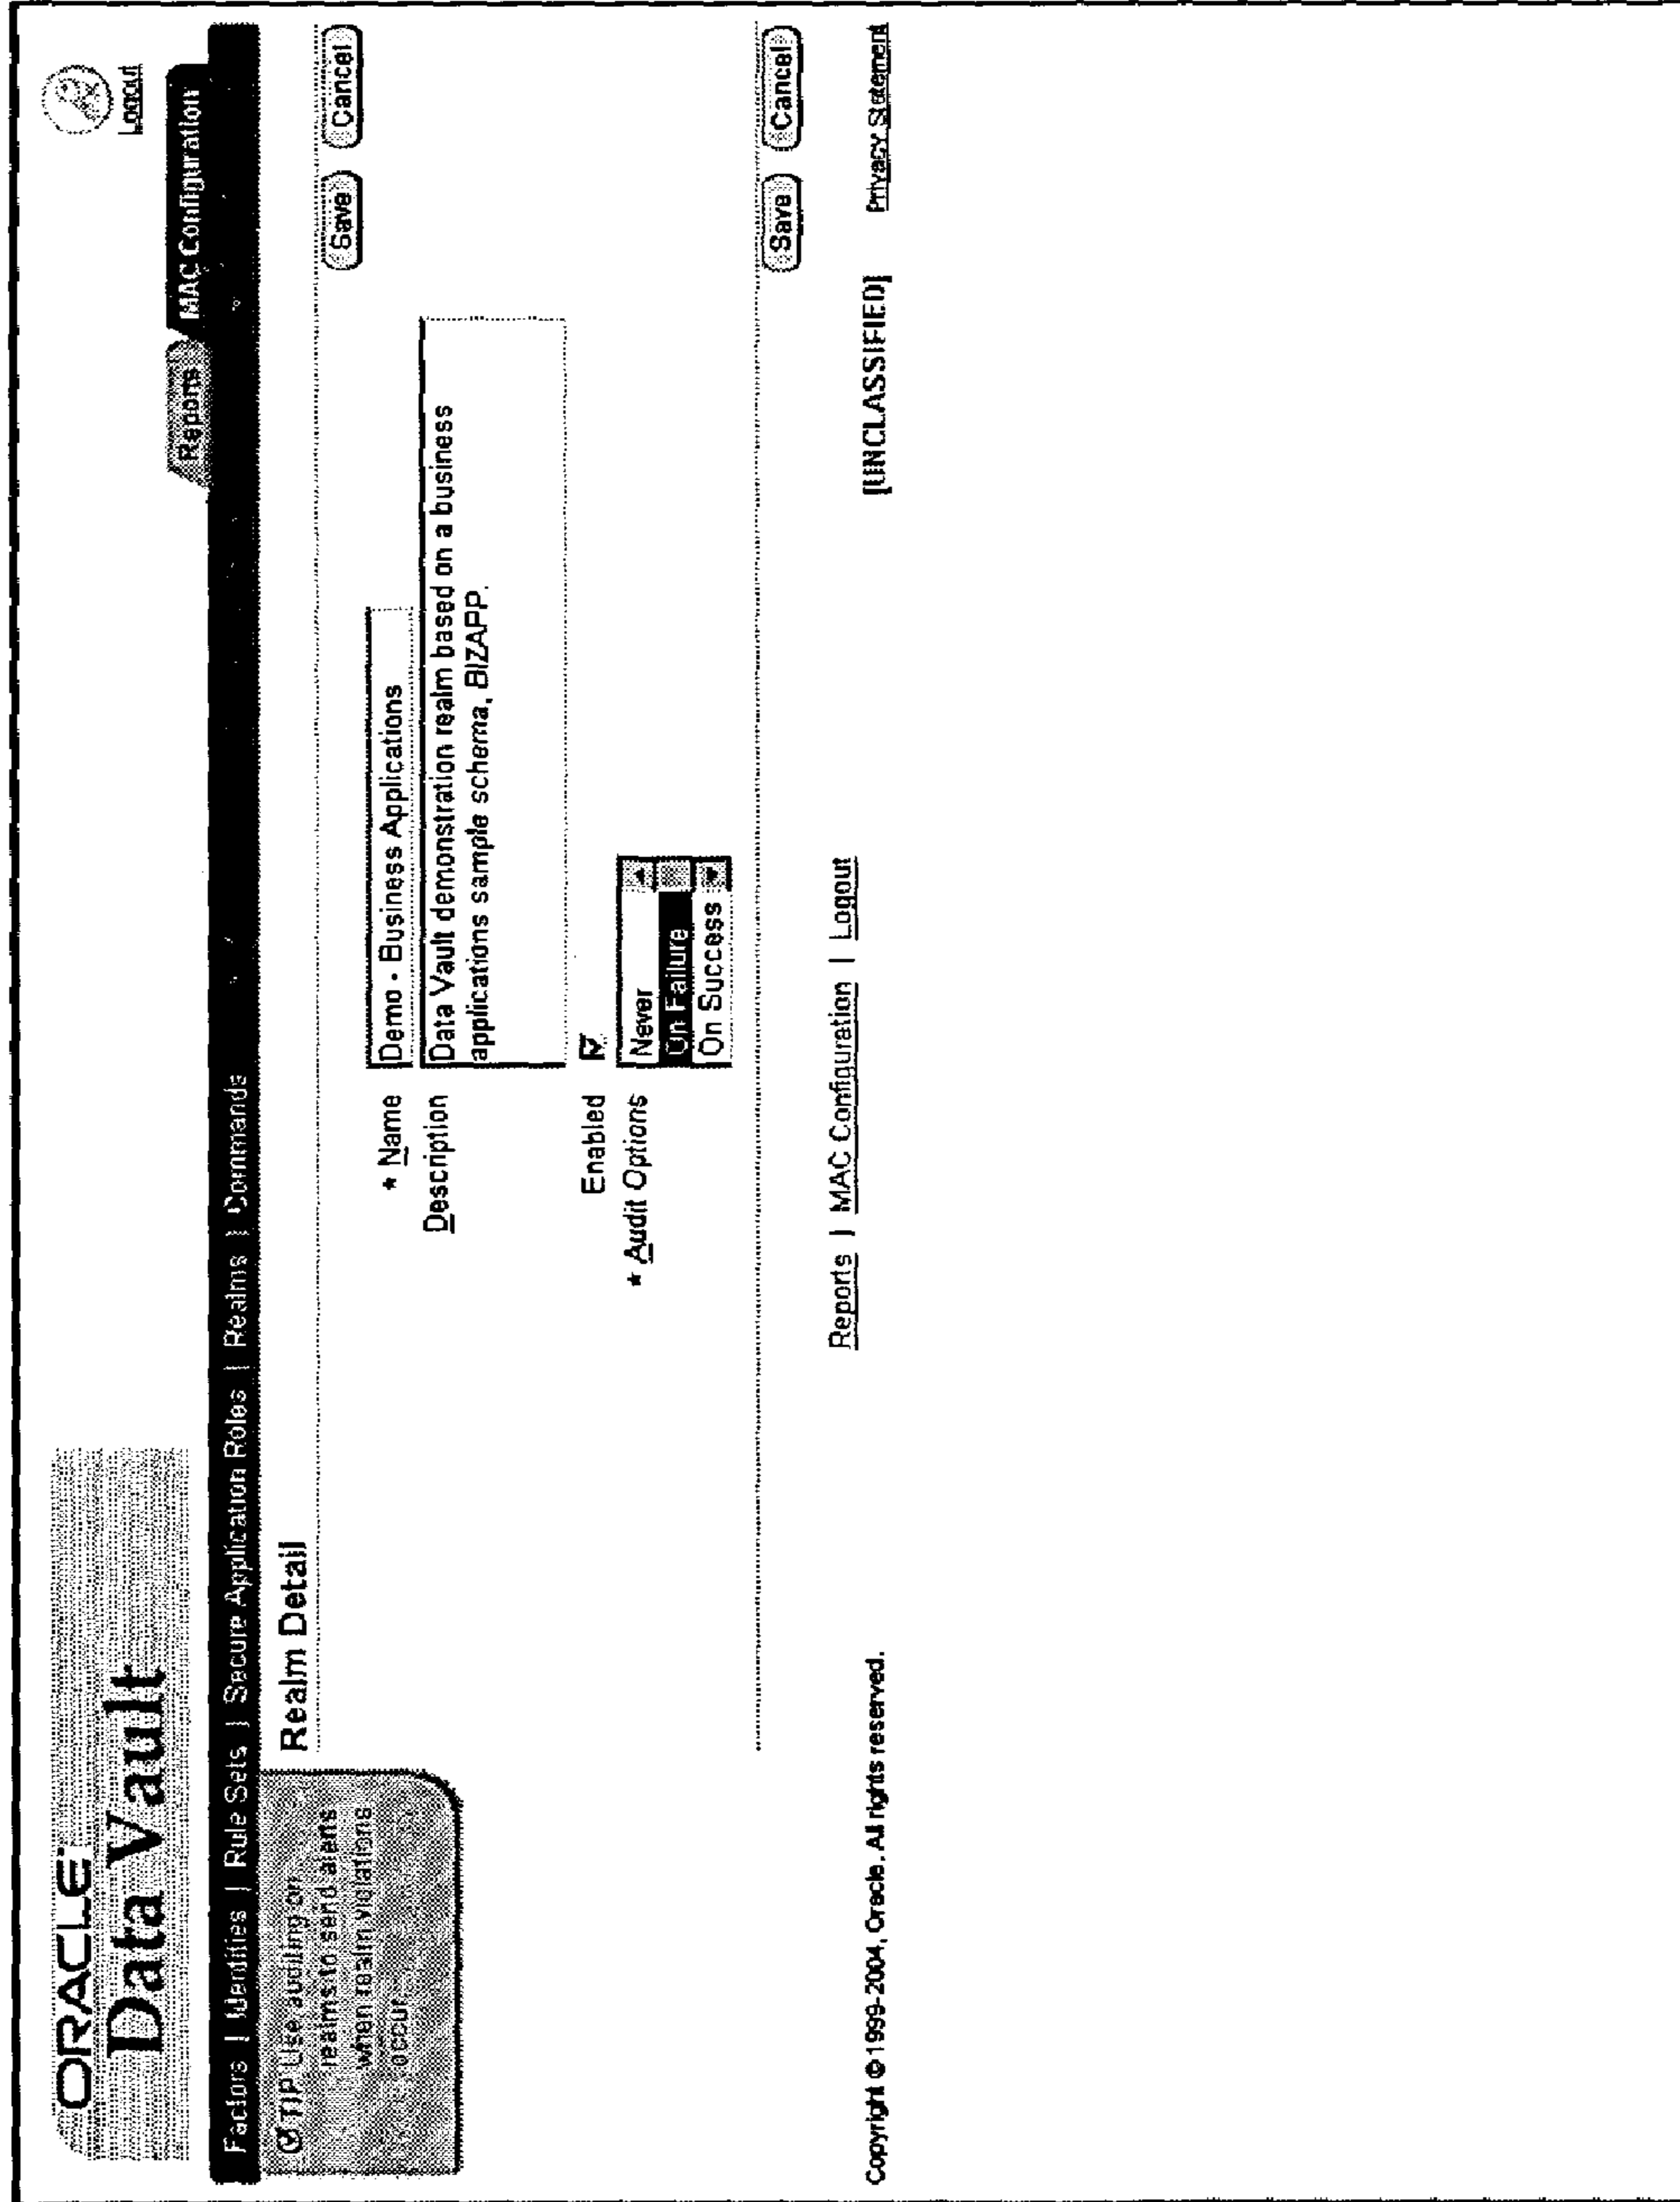 ORACLE
Data Vault
Logout
Reports
MAC Configuration
Factors | Identities | Rule Sets | Secure Application Roles | Realms | Commands
TIP Use auditing on
realms to send alerts
when realm violations
occur.
Realm Detail
Save
Cancel
* Name
Demo - Business Applications
Description
Data Vault demonstration realm based on a business
applications sample schema, BIZAPP.
Enabled
* Audit Options
Never
On Failure
On Success
Save
Cancel
Reports | MAC Configuration | Logout
Copyright © 1999-2004, Oracle. All rights reserved.
[UNCLASSIFIED]
Privacy Statement